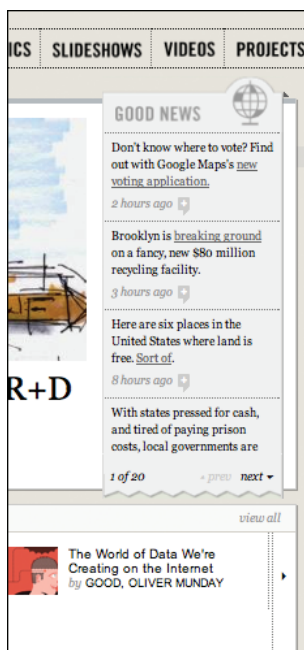 ICS SLIDESHOWS VIDEOS PROJECTS
GOOD NEWS
Don't know where to vote? Find
out with Google Maps's new
voting application.
2 hours ago
Brooklyn is breaking ground
on a fancy, new $80 million
recycling facility.
3 hours ago
Here are six places in the
United States where land is
free. Sort of.
8 hours ago
With states pressed for cash,
and tired of paying prison
costs, local governments are
1 of 20 prev next
R+D
view all
The World of Data We're
Creating on the Internet
by GOOD, OLIVER MUNDAY